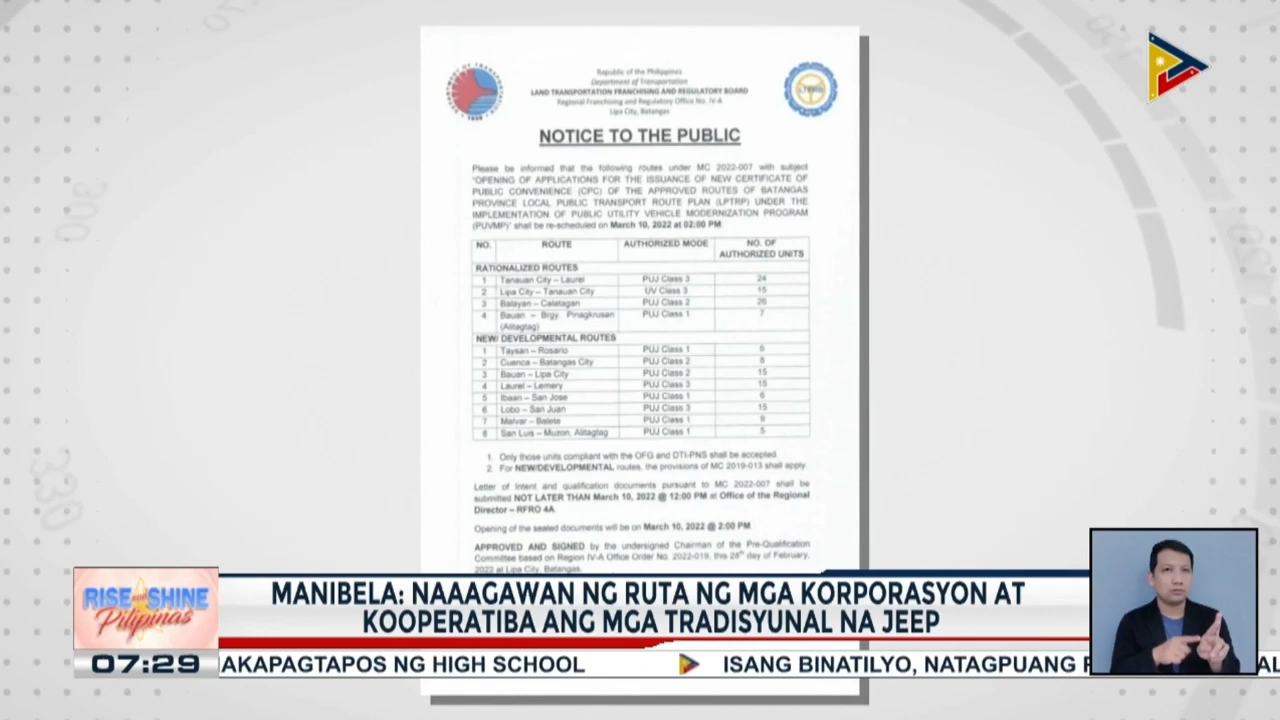 Republic of the Philippines
Department of Transportation
LAND TRANSPORTATION FRANCHISING AND REGULATORY BOARD
Regional Franchising and Regulatory Office No. IV-A
Lipa City, Batangas
NOTICE TO THE PUBLIC
Please be informed that the following routes under MC 2022-007 with subject
"OPENING OF APPLICATIONS FOR THE ISSUANCE OF NEW CERTIFICATE OF
PUBLIC CONVENIENCE (CPC) OF THE APPROVED ROUTES OF BATANGAS
PROVINCE LOCAL PUBLIC TRANSPORT ROUTE PLAN (LPTRP) UNDER THE
IMPLEMENTATION OF PUBLIC UTILITY VEHICLE MODERNIZATION PROGRAM
(PUVMP)" shall be re-scheduled on March 10, 2022 at 02:00 PM
NO. ROUTE AUTHORIZED MODE NO. OF AUTHORIZED UNITS
RATIONALIZED ROUTES
1 Tanauan City – Laurel PUJ Class 3 24
2 Lipa City – Tanauan City UV Class 3 15
3 Balayan – Calatagan PUJ Class 2 26
4 Bauan – Brgy. Pinagkrusan PUJ Class 1 7
(Alitagtag)
NEW/ DEVELOPMENTAL ROUTES
1 Taysan – Rosario PUJ Class 1 6
2 Cuenca – Batangas City PUJ Class 2 8
3 Bauan – Lipa City PUJ Class 2 15
4 Laurel – Lemery PUJ Class 3 15
5 Ibaan – San Jose PUJ Class 1 6
6 Lobo – San Juan PUJ Class 3 15
7 Malvar – Balete PUJ Class 1 9
8 San Luis – Muzon, Alitagtag PUJ Class 1 5
1. Only those units compliant with the OFG and DTI-PNS shall be accepted.
2. For NEW/DEVELOPMENTAL routes, the provisions of MC 2019-013 shall apply.
Letter of Intent and qualification documents pursuant to MC 2022-007 shall be
submitted NOT LATER THAN March 10, 2022 @ 12:00 PM at Office of the Regional
Director – RFRO 4A.
Opening of the sealed documents will be on March 10, 2022 @ 2:00 PM
APPROVED AND SIGNED by the undersigned Chairman of the Pre-Qualification
Committee based on Region IV-A Office Order No. 2022-019, this 28th day of February,
2022 at Lipa City, Batangas.
MANIBELA: NAAAGAWAN NG RUTA NG MGA KORPORASYON AT
KOOPERATIBA ANG MGA TRADISYUNAL NA JEEP
RISE AND SHINE
Pilipinas
07:29 AKAPAGTAPOS NG HIGH SCHOOL ISANG BINATILYO, NATAGPUANG